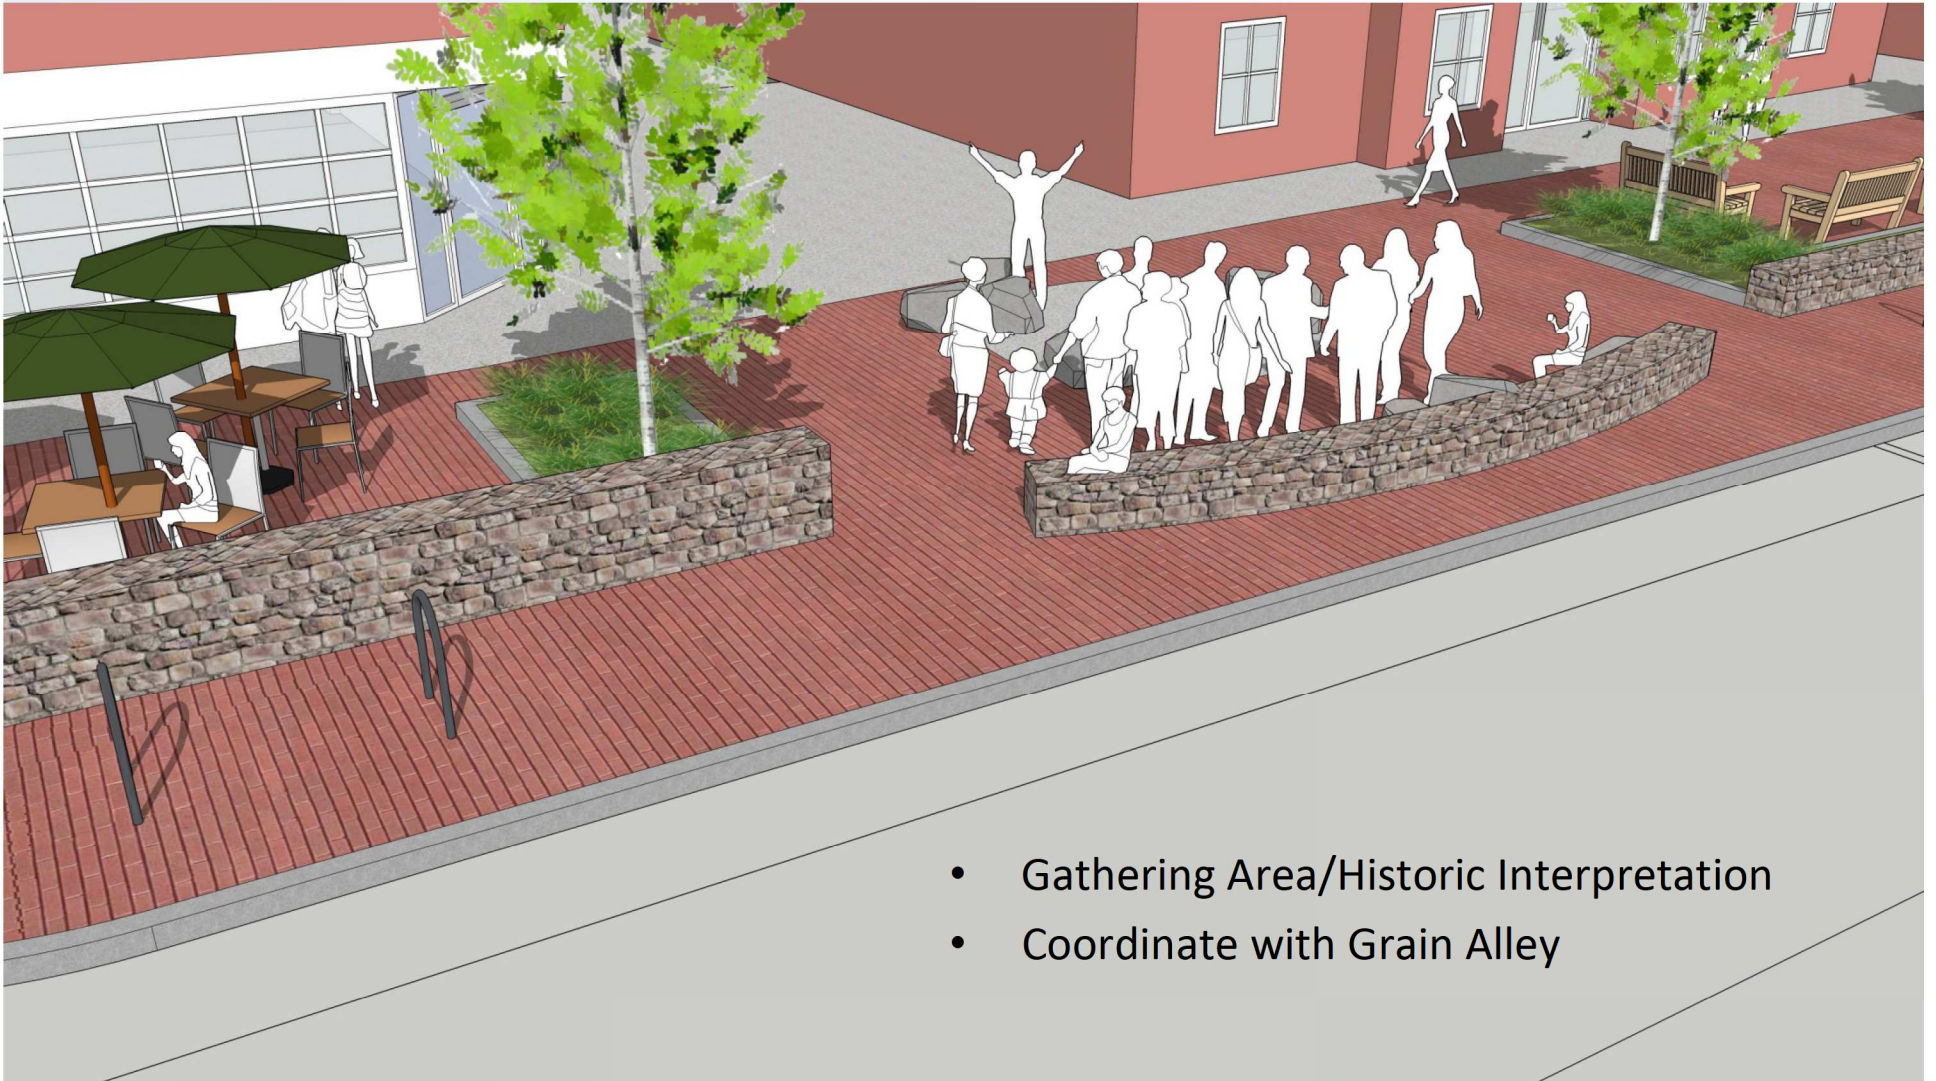 • Gathering Area/Historic Interpretation
• Coordinate with Grain Alley